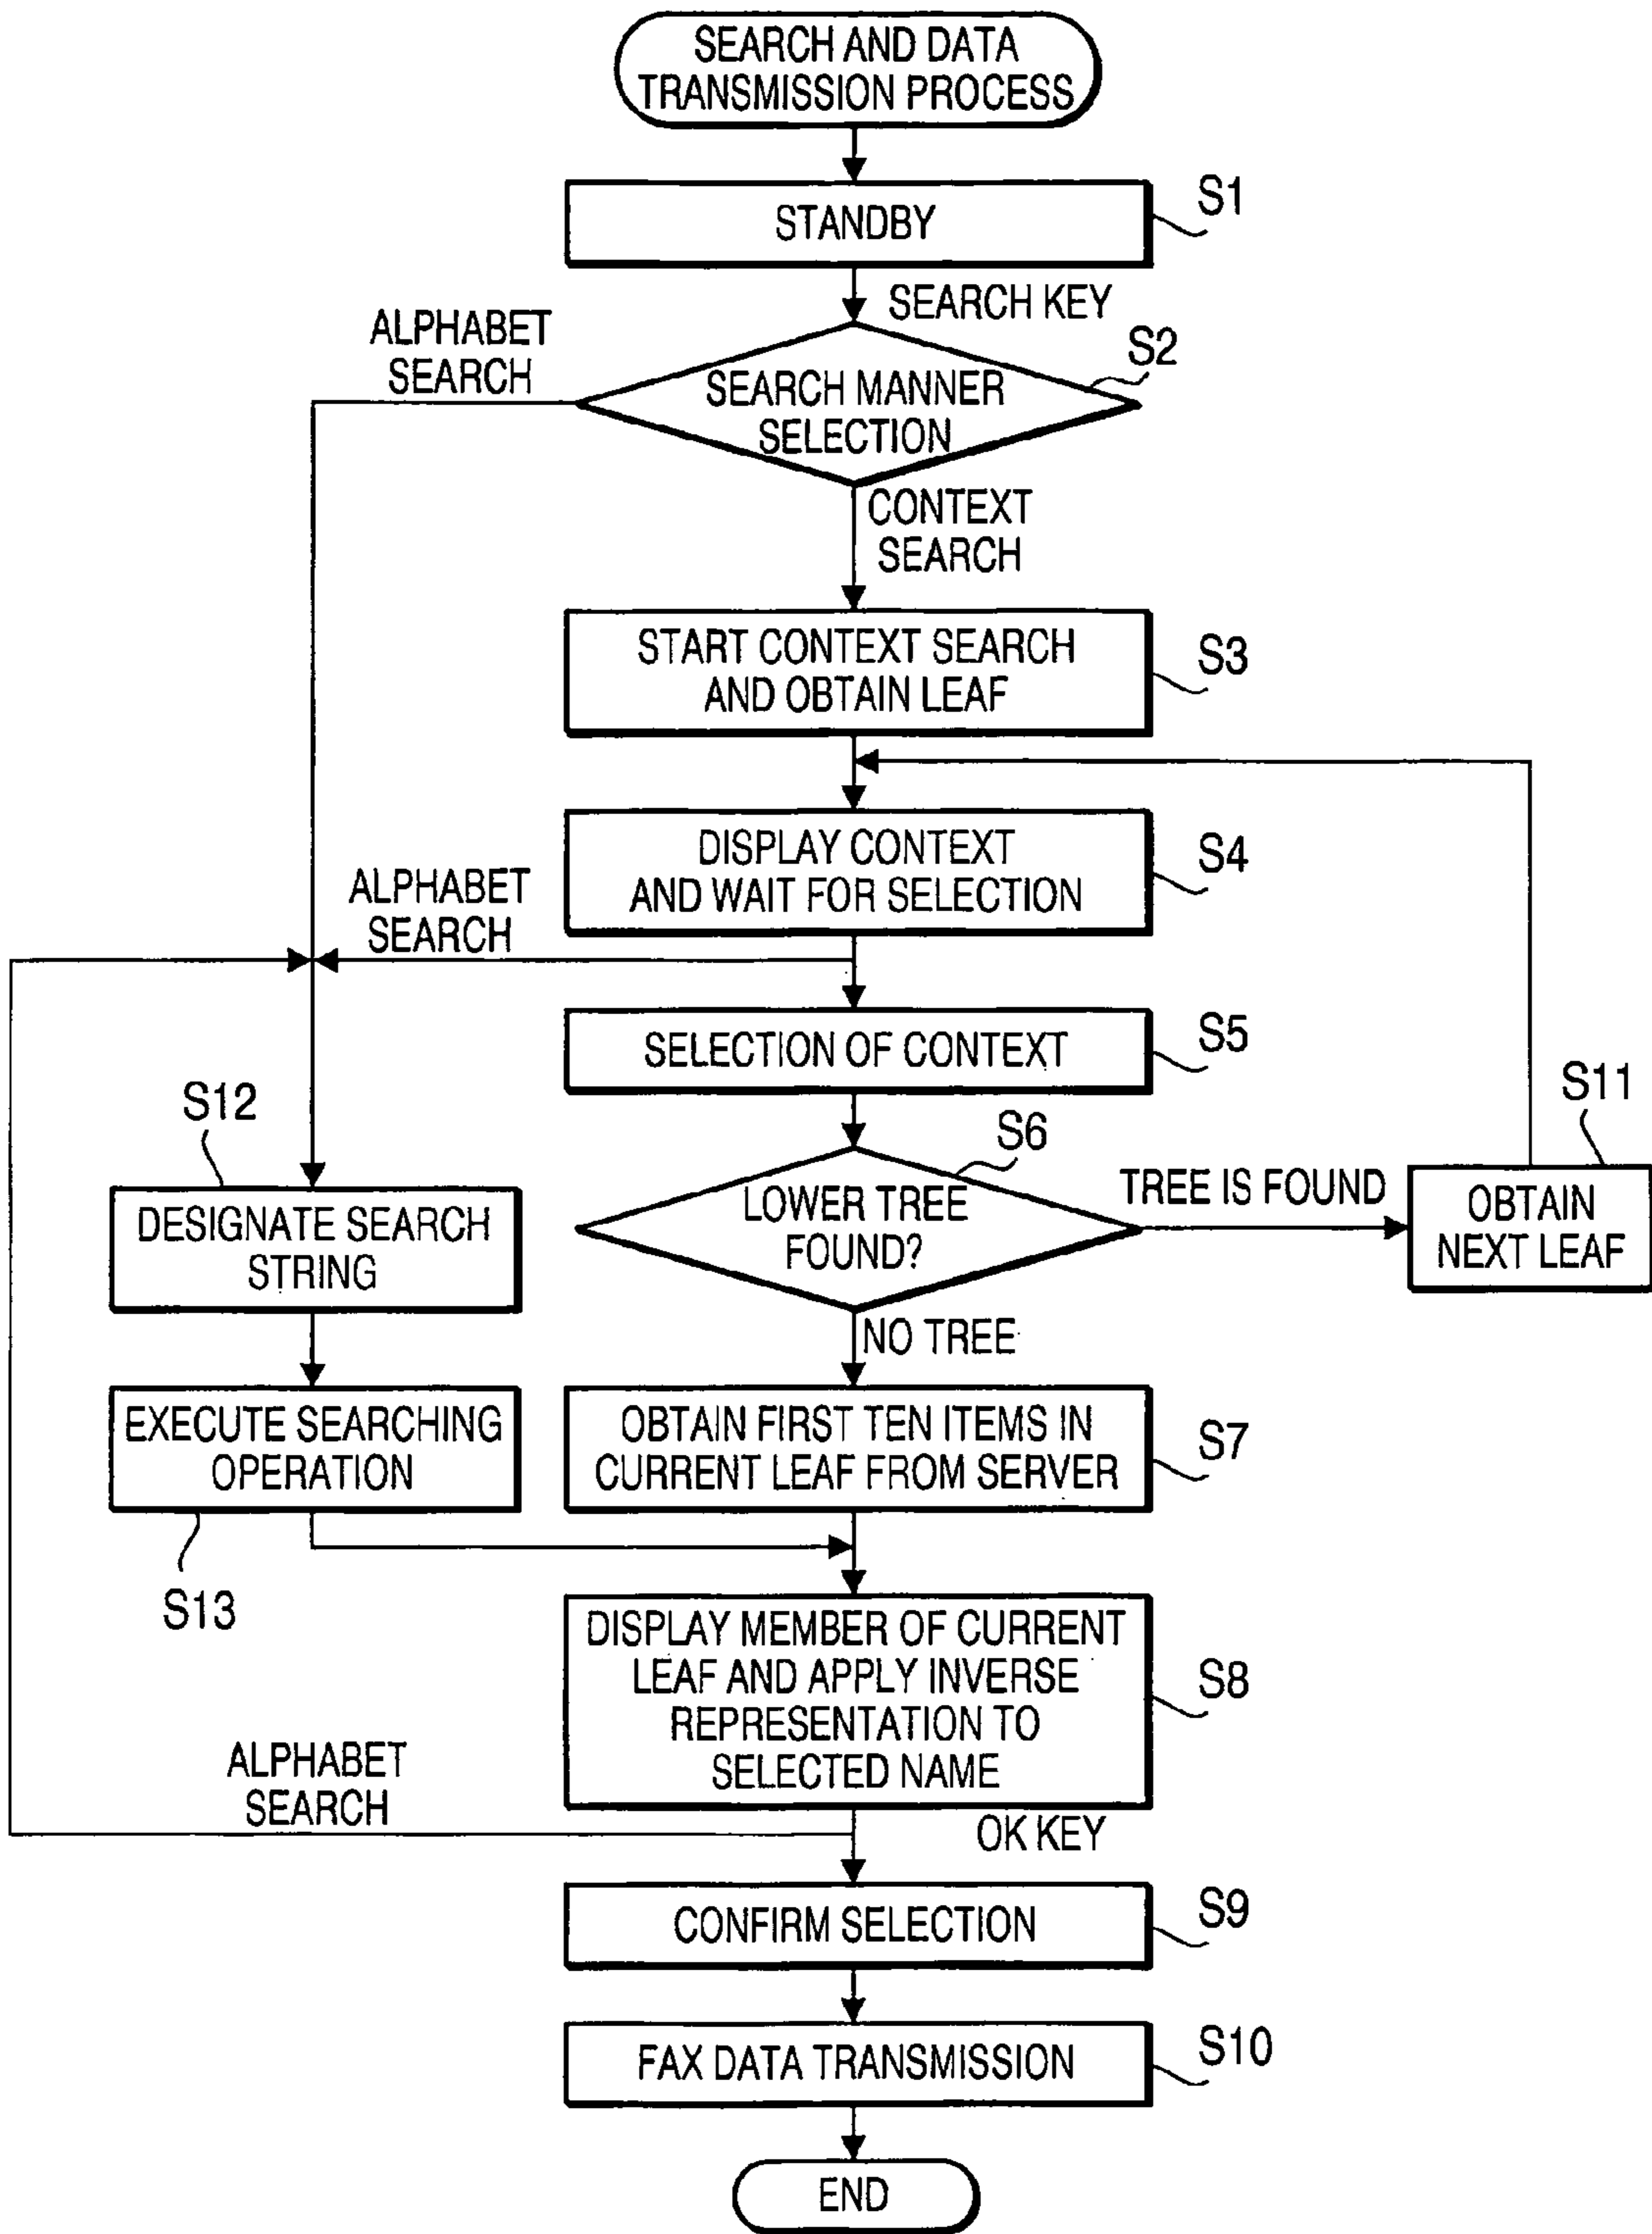 SEARCH AND DATA
TRANSMISSION PROCESS
STANDBY
S1
SEARCH KEY
ALPHABET
SEARCH
S2
SEARCH MANNER
SELECTION
CONTEXT
SEARCH
START CONTEXT SEARCH
AND OBTAIN LEAF
S3
DISPLAY CONTEXT
AND WAIT FOR SELECTION
S4
ALPHABET
SEARCH
SELECTION OF CONTEXT
S5
S11
S12
S6
LOWER TREE
FOUND?
TREE IS FOUND
OBTAIN
NEXT LEAF
DESIGNATE SEARCH
STRING
NO TREE
EXECUTE SEARCHING
OPERATION
S13
OBTAIN FIRST TEN ITEMS IN
CURRENT LEAF FROM SERVER
S7
DISPLAY MEMBER OF CURRENT
LEAF AND APPLY INVERSE
REPRESENTATION TO
SELECTED NAME
S8
ALPHABET
SEARCH
OK KEY
CONFIRM SELECTION
S9
FAX DATA TRANSMISSION
S10
END